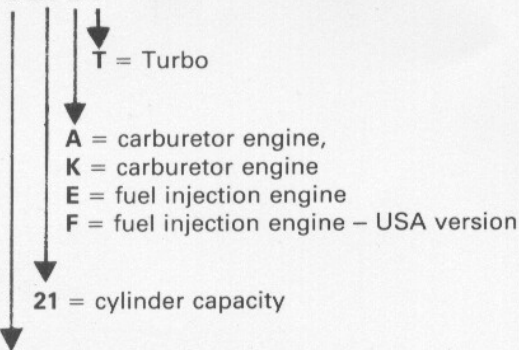 T = Turbo
A = carburetor engine,
K = carburetor engine
E = fuel injection engine
F = fuel injection engine – USA version
21 = cylinder capacity